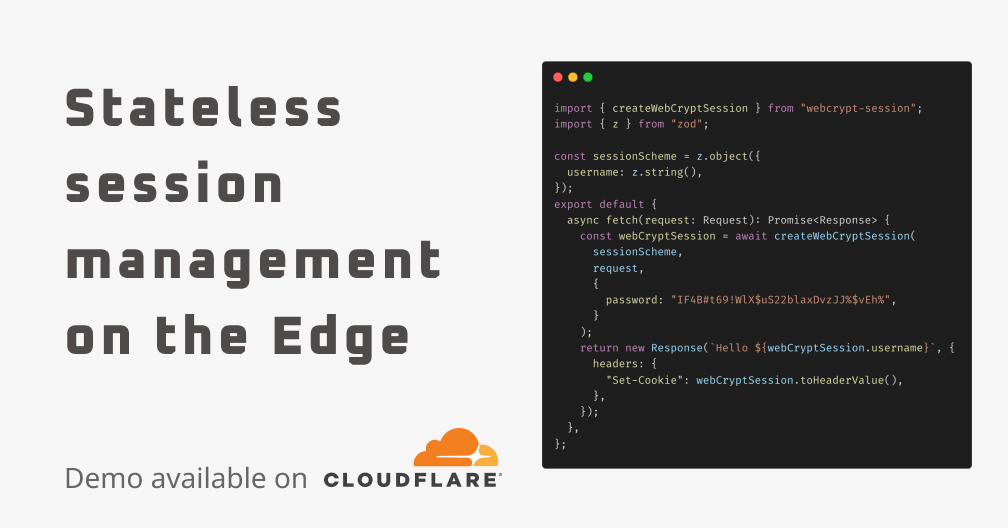 Stateless
session
management
on the Edge
Demo available on CLOUDFLARE
import { createWebCryptSession } from "webcrypt-session";
import { z } from "zod";
const sessionScheme = z.object({
username: z.string(),
});
export default {
async fetch(request: Request): Promise<Response> {
const webCryptSession = await createWebCryptSession(
sessionScheme,
request,
{
password: "IF4B#t69!WlX$uS22blaxDvzJJ%$vEh%",
}
);
return new Response(`Hello ${webCryptSession.username}`, {
headers: {
"Set-Cookie": webCryptSession.toHeaderValue(),
},
});
},
};